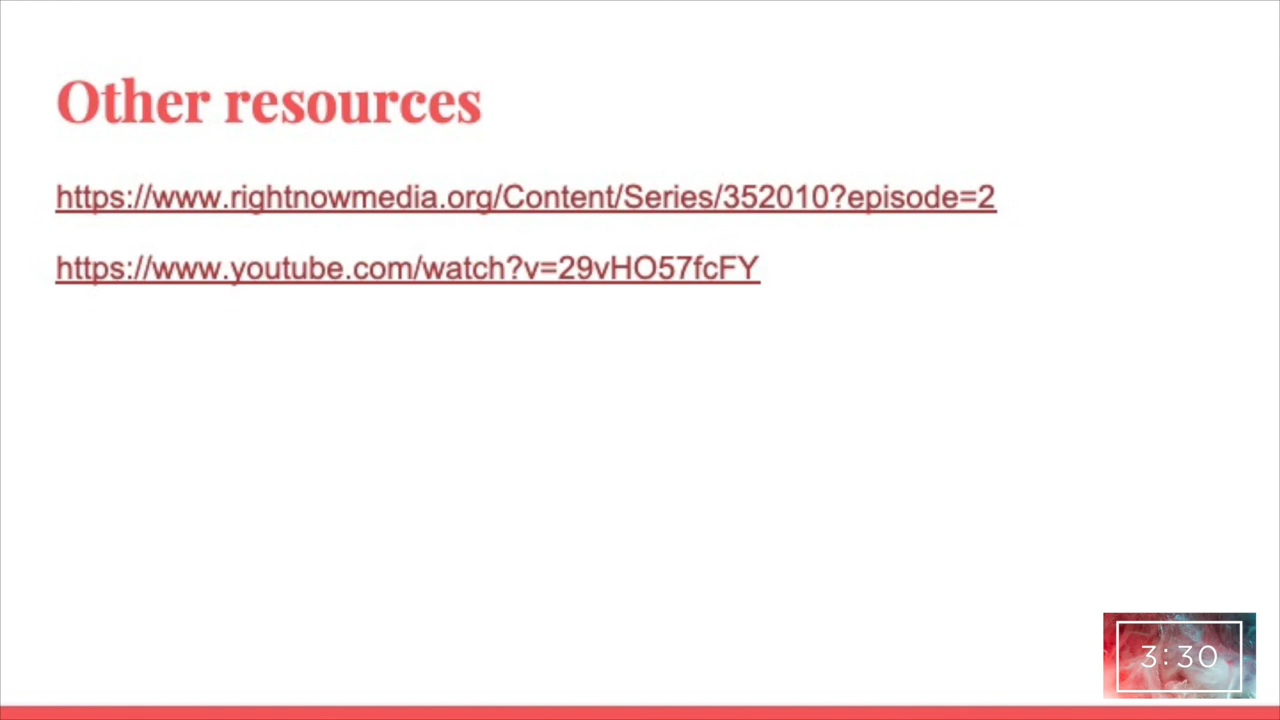 Other resources
https://www.rightnowmedia.org/Content/Series/352010?episode=2
https://www.youtube.com/watch?v=29vHO57fcFY
3:30